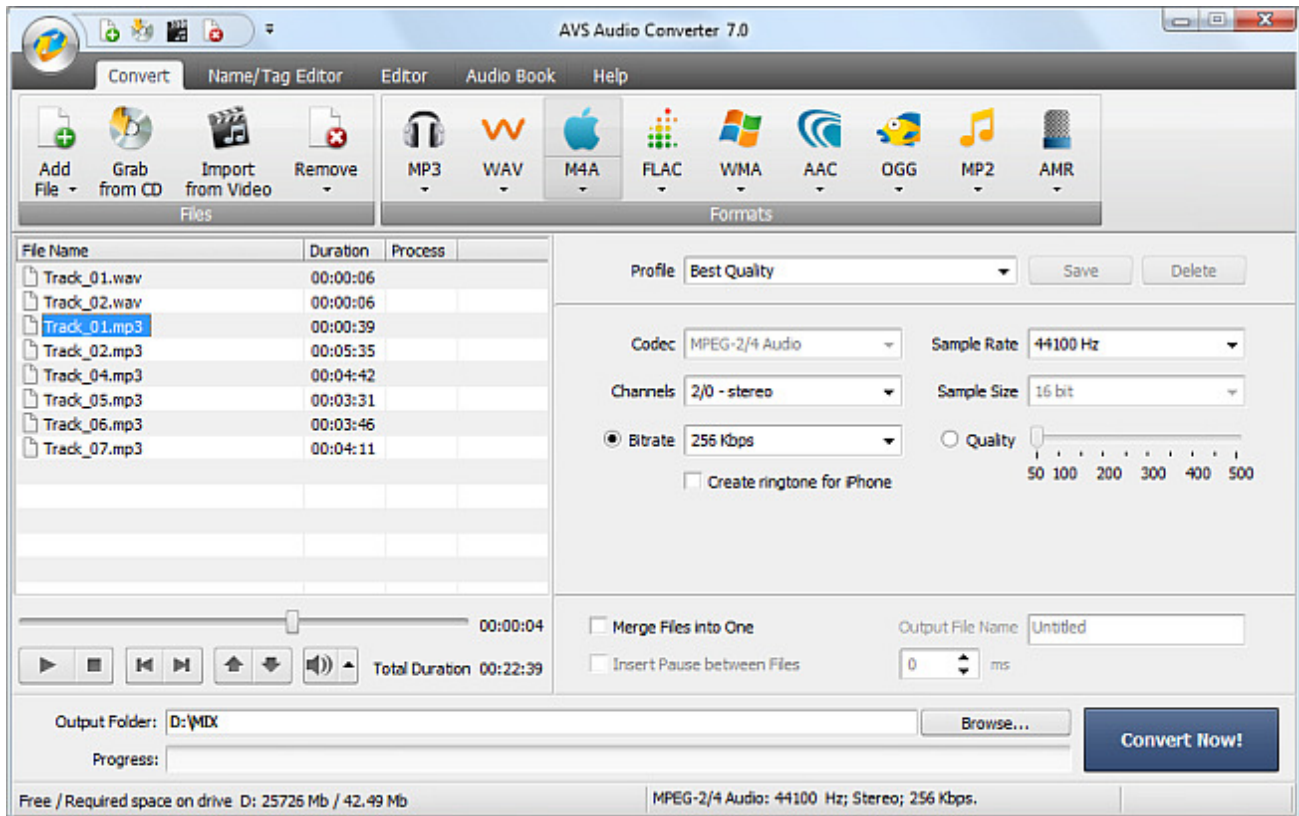 AVS Audio Converter 7.0
Convert Name/Tag Editor Editor Audio Book Help
Add File Grab from CD Import from Video Remove MP3 WAV M4A FLAC WMA AAC OGG MP2 AMR
Files Formats
File Name Duration Process
Track_01.wav 00:00:06
Track_02.wav 00:00:06
Track_01.mp3 00:00:39
Track_02.mp3 00:05:35
Track_04.mp3 00:04:42
Track_05.mp3 00:03:31
Track_06.mp3 00:03:46
Track_07.mp3 00:04:11
00:00:04
Total Duration 00:22:39
Profile Best Quality Save Delete
Codec MPEG-2/4 Audio Sample Rate 44100 Hz
Channels 2/0 - stereo Sample Size 16 bit
Bitrate 256 Kbps Quality
50 100 200 300 400 500
Create ringtone for iPhone
Merge Files into One Output File Name Untitled
Insert Pause between Files 0 ms
Output Folder: D:\MIX Browse...
Convert Now!
Progress:
Free / Required space on drive D: 25726 Mb / 42.49 Mb MPEG-2/4 Audio: 44100 Hz; Stereo; 256 Kbps.